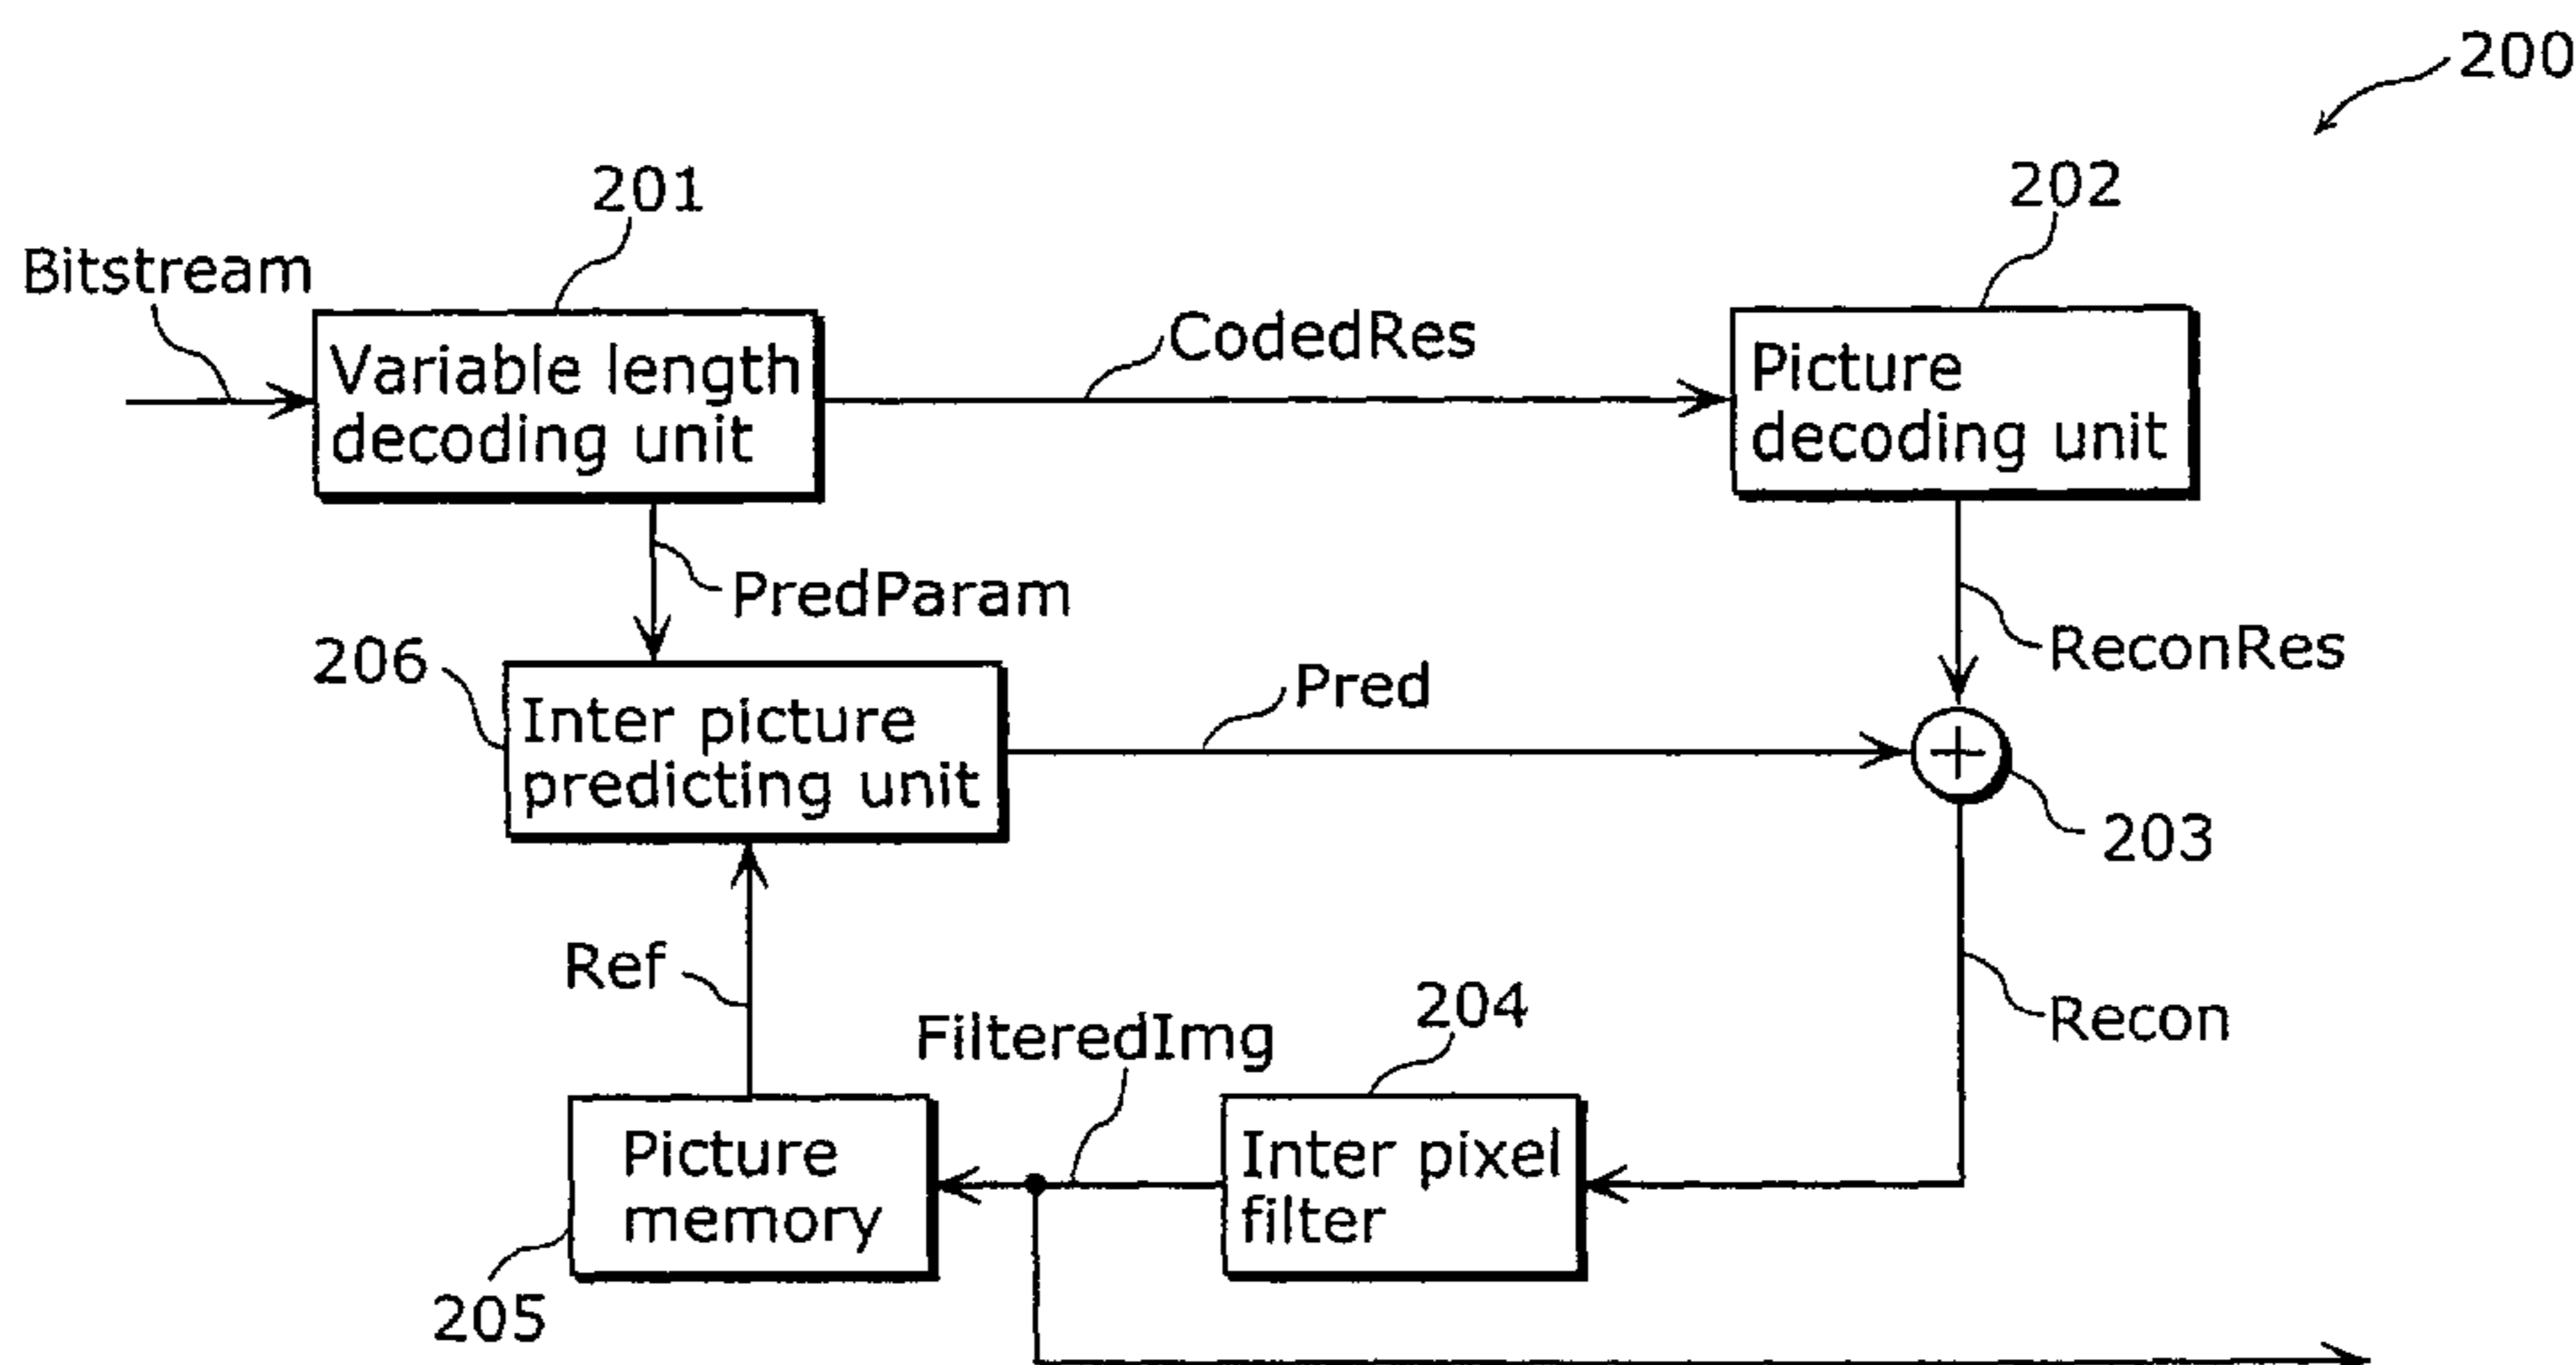 200
201
202
Bitstream
CodedRes
Variable length
decoding unit
Picture
decoding unit
PredParam
ReconRes
206
Pred
Inter picture
predicting unit
203
Ref
204
Recon
FilteredImg
Picture
memory
Inter pixel
filter
205